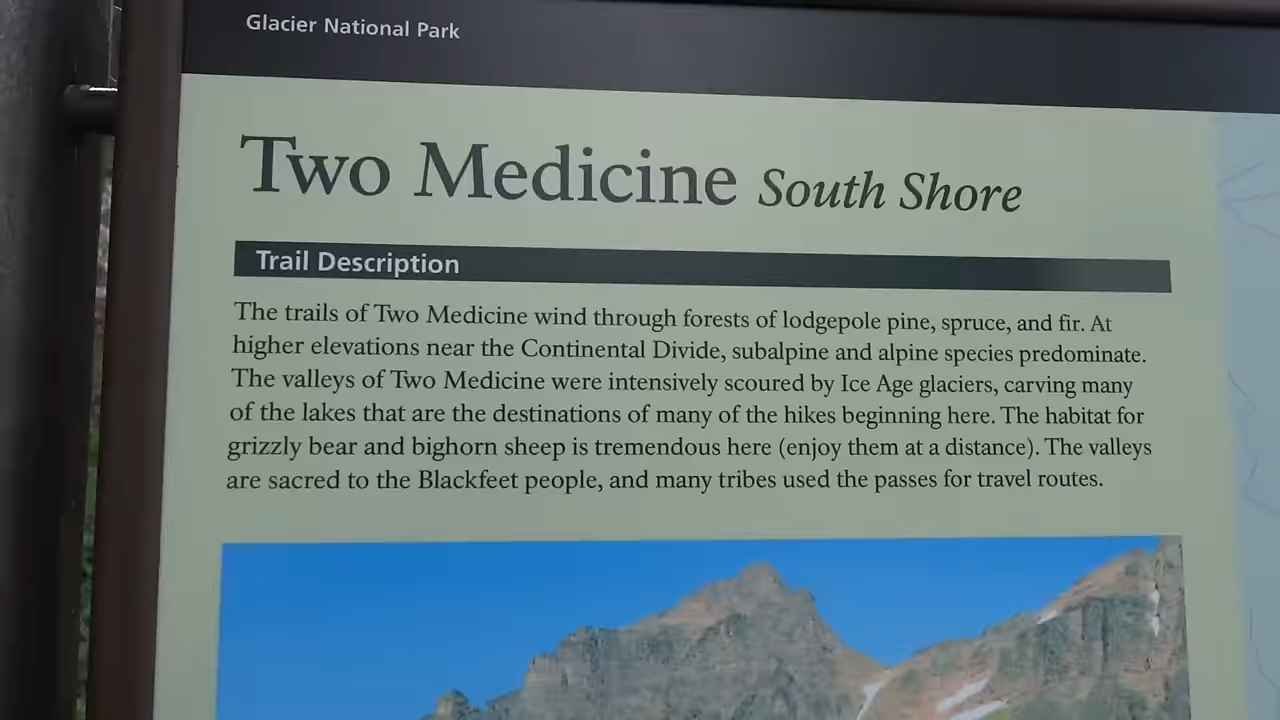 Glacier National Park
Two Medicine South Shore
Trail Description
The trails of Two Medicine wind through forests of lodgepole pine, spruce, and fir. At
higher elevations near the Continental Divide, subalpine and alpine species predominate.
The valleys of Two Medicine were intensively scoured by Ice Age glaciers, carving many
of the lakes that are the destinations of many of the hikes beginning here. The habitat for
grizzly bear and bighorn sheep is tremendous here (enjoy them at a distance). The valleys
are sacred to the Blackfeet people, and many tribes used the passes for travel routes.